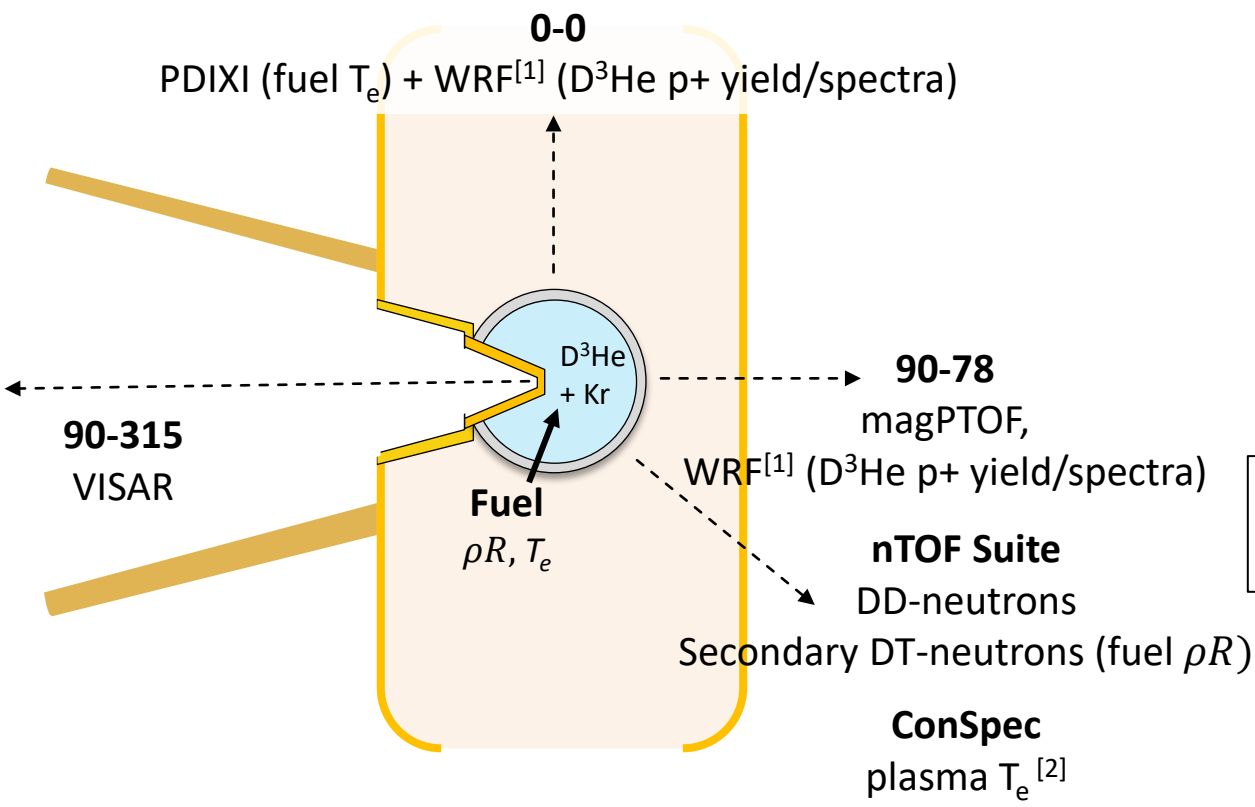 0-0
PDIXI (fuel Tₑ) + WRF[1] (D³He p+ yield/spectra)
D³He
+ Kr
90-315
VISAR
Fuel
ρR, Tₑ
90-78
magPTOF,
WRF[1] (D³He p+ yield/spectra)
nTOF Suite
DD-neutrons
Secondary DT-neutrons (fuel ρR)
ConSpec
plasma Tₑ [2]